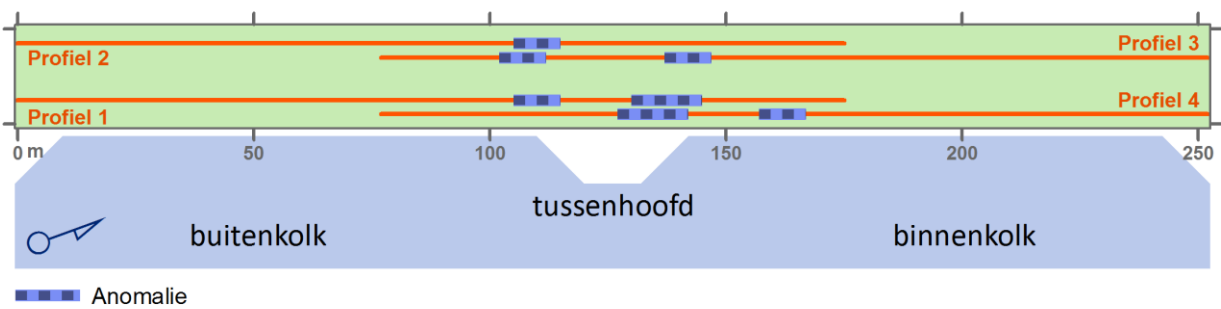 Profiel 2
Profiel 3
Profiel 1
Profiel 4
0 m 50 100 150 200 250
tussenhoofd
buitenkolk binnenkolk
Anomalie